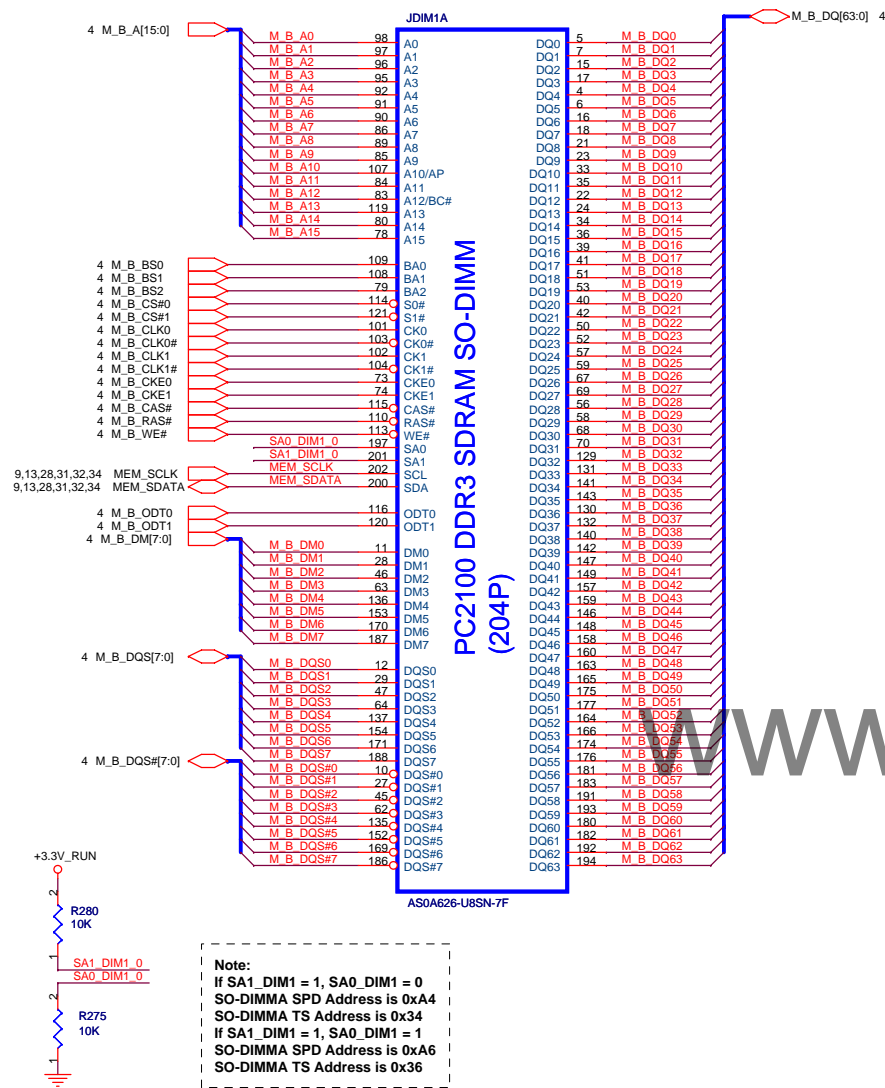 JDIM1A
4 M_B_A[15:0]
M_B_A0 98 A0
M_B_A1 97 A1
M_B_A2 96 A2
M_B_A3 95 A3
M_B_A4 92 A4
M_B_A5 91 A5
M_B_A6 90 A6
M_B_A7 86 A7
M_B_A8 89 A8
M_B_A9 85 A9
M_B_A10 107 A10/AP
M_B_A11 84 A11
M_B_A12 83 A12/BC#
M_B_A13 119 A13
M_B_A14 80 A14
M_B_A15 78 A15
4 M_B_BS0 109 BA0
4 M_B_BS1 108 BA1
4 M_B_BS2 79 BA2
4 M_B_CS#0 114 S0#
4 M_B_CS#1 121 S1#
4 M_B_CLK0 101 CK0
4 M_B_CLK0# 103 CK0#
4 M_B_CLK1 102 CK1
4 M_B_CLK1# 104 CK1#
4 M_B_CKE0 73 CKE0
4 M_B_CKE1 74 CKE1
4 M_B_CAS# 115 CAS#
4 M_B_RAS# 110 RAS#
4 M_B_WE# 113 WE#
SA0_DIM1_0 197 SA0
SA1_DIM1_0 201 SA1
9,13,28,31,32,34 MEM_SCLK MEM_SCLK 202 SCL
9,13,28,31,32,34 MEM_SDATA MEM_SDATA 200 SDA
4 M_B_ODT0 116 ODT0
4 M_B_ODT1 120 ODT1
4 M_B_DM[7:0]
M_B_DM0 11 DM0
M_B_DM1 28 DM1
M_B_DM2 46 DM2
M_B_DM3 63 DM3
M_B_DM4 136 DM4
M_B_DM5 153 DM5
M_B_DM6 170 DM6
M_B_DM7 187 DM7
4 M_B_DQS[7:0]
M_B_DQS0 12 DQS0
M_B_DQS1 29 DQS1
M_B_DQS2 47 DQS2
M_B_DQS3 64 DQS3
M_B_DQS4 137 DQS4
M_B_DQS5 154 DQS5
M_B_DQS6 171 DQS6
M_B_DQS7 188 DQS7
4 M_B_DQS#[7:0]
M_B_DQS#0 10 DQS#0
M_B_DQS#1 27 DQS#1
M_B_DQS#2 45 DQS#2
M_B_DQS#3 62 DQS#3
M_B_DQS#4 135 DQS#4
M_B_DQS#5 152 DQS#5
M_B_DQS#6 169 DQS#6
M_B_DQS#7 186 DQS#7
PC2100 DDR3 SDRAM SO-DIMM
(204P)
M_B_DQ[63:0] 4
DQ0 5 M_B_DQ0
DQ1 7 M_B_DQ1
DQ2 15 M_B_DQ2
DQ3 17 M_B_DQ3
DQ4 4 M_B_DQ4
DQ5 6 M_B_DQ5
DQ6 16 M_B_DQ6
DQ7 18 M_B_DQ7
DQ8 21 M_B_DQ8
DQ9 23 M_B_DQ9
DQ10 33 M_B_DQ10
DQ11 35 M_B_DQ11
DQ12 22 M_B_DQ12
DQ13 24 M_B_DQ13
DQ14 34 M_B_DQ14
DQ15 36 M_B_DQ15
DQ16 39 M_B_DQ16
DQ17 41 M_B_DQ17
DQ18 51 M_B_DQ18
DQ19 53 M_B_DQ19
DQ20 40 M_B_DQ20
DQ21 42 M_B_DQ21
DQ22 50 M_B_DQ22
DQ23 52 M_B_DQ23
DQ24 57 M_B_DQ24
DQ25 59 M_B_DQ25
DQ26 67 M_B_DQ26
DQ27 69 M_B_DQ27
DQ28 56 M_B_DQ28
DQ29 58 M_B_DQ29
DQ30 68 M_B_DQ30
DQ31 70 M_B_DQ31
DQ32 129 M_B_DQ32
DQ33 131 M_B_DQ33
DQ34 141 M_B_DQ34
DQ35 143 M_B_DQ35
DQ36 130 M_B_DQ36
DQ37 132 M_B_DQ37
DQ38 140 M_B_DQ38
DQ39 142 M_B_DQ39
DQ40 147 M_B_DQ40
DQ41 149 M_B_DQ41
DQ42 157 M_B_DQ42
DQ43 159 M_B_DQ43
DQ44 146 M_B_DQ44
DQ45 148 M_B_DQ45
DQ46 158 M_B_DQ46
DQ47 160 M_B_DQ47
DQ48 163 M_B_DQ48
DQ49 165 M_B_DQ49
DQ50 175 M_B_DQ50
DQ51 177 M_B_DQ51
DQ52 164 M_B_DQ52
DQ53 166 M_B_DQ53
DQ54 174 M_B_DQ54
DQ55 176 M_B_DQ55
DQ56 181 M_B_DQ56
DQ57 183 M_B_DQ57
DQ58 191 M_B_DQ58
DQ59 193 M_B_DQ59
DQ60 180 M_B_DQ60
DQ61 182 M_B_DQ61
DQ62 192 M_B_DQ62
DQ63 194 M_B_DQ63
www
AS0A626-U8SN-7F
+3.3V_RUN
2
R280
10K
1
SA1_DIM1_0
SA0_DIM1_0
2
R275
10K
1
Note:
If SA1_DIM1 = 1, SA0_DIM1 = 0
SO-DIMMA SPD Address is 0xA4
SO-DIMMA TS Address is 0x34
If SA1_DIM1 = 1, SA0_DIM1 = 1
SO-DIMMA SPD Address is 0xA6
SO-DIMMA TS Address is 0x36